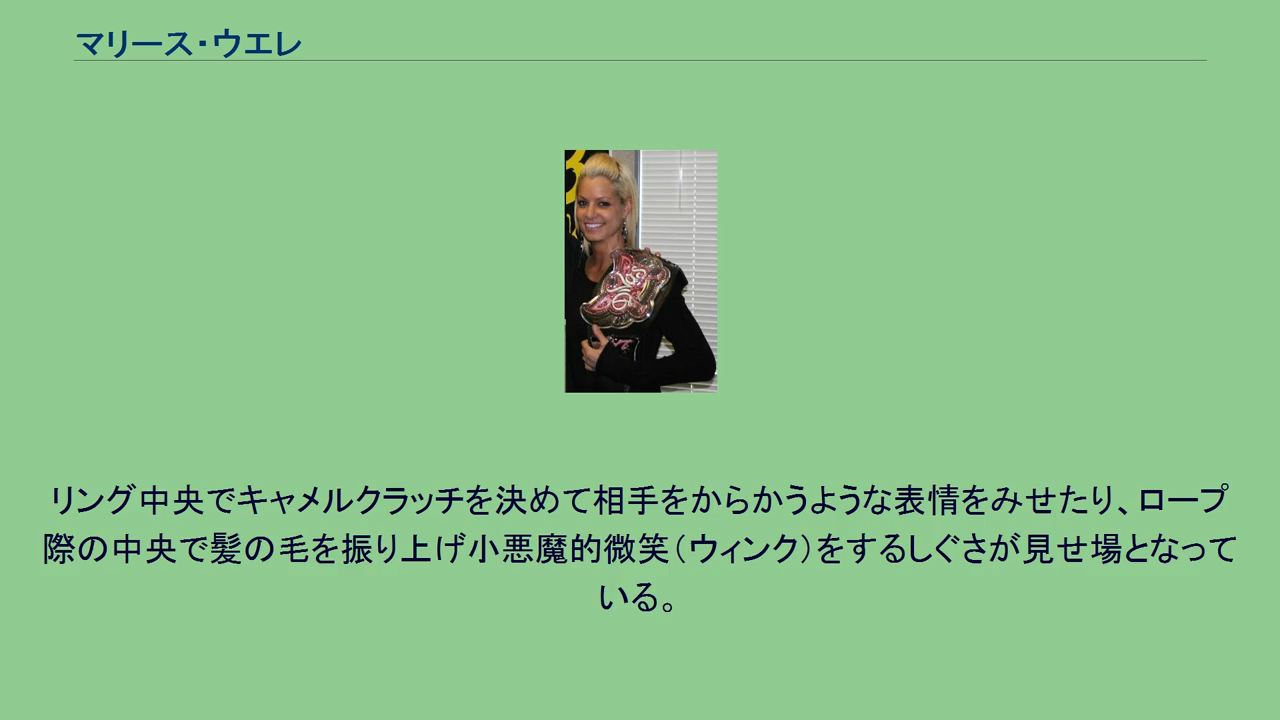 マリース・ウエレ
リング中央でキャメルクラッチを決めて相手をからかうような表情をみせたり、ロープ
際の中央で髪の毛を振り上げ小悪魔的微笑（ウィンク）をするしぐさが見せ場となって
いる。